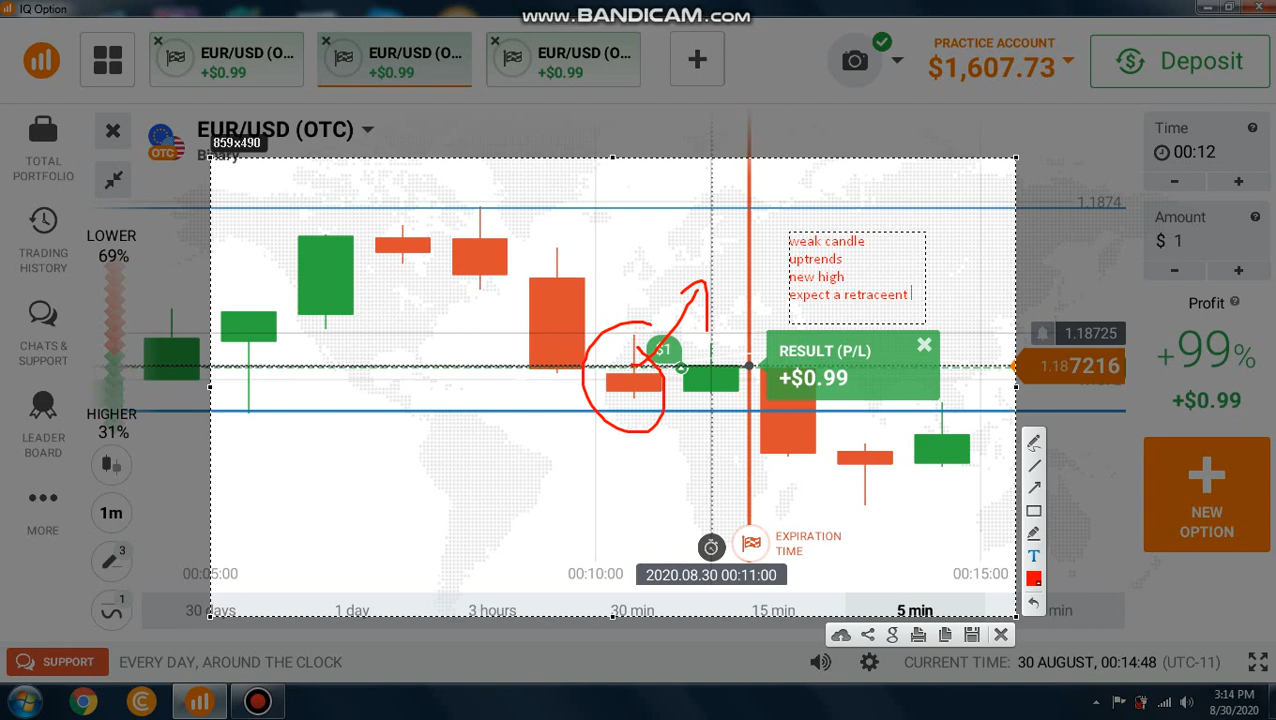 IQ Option
www.BANDICAM.com
EUR/USD (O...
+$0.99
EUR/USD (O...
+$0.99
EUR/USD (O...
+$0.99
PRACTICE ACCOUNT
$1,607.73
Deposit
TOTAL
PORTFOLIO
TRADING
HISTORY
CHATS &
SUPPORT
LEADER
BOARD
MORE
OTC
EUR/USD (OTC)
859x490
LOWER
69%
HIGHER
31%
1m
3
1
1.1874
weak candle
uptrends
new high
expect a retraceent
$1
RESULT (P/L)
+$0.99
1.18725
1.187216
EXPIRATION
TIME
00:05:00
00:10:00
2020.08.30 00:11:00
00:15:00
30 days
1 day
3 hours
30 min
15 min
5 min
Time
00:12
Amount
$ 1
Profit
+99%
+$0.99
NEW
OPTION
T
SUPPORT
EVERY DAY, AROUND THE CLOCK
CURRENT TIME: 30 AUGUST, 00:14:48 (UTC-11)
3:14 PM
8/30/2020